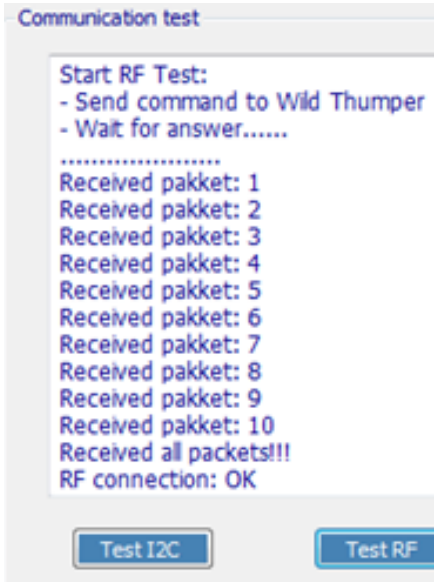 Communication test
Start RF Test:
- Send command to Wild Thumper
- Wait for answer......
......................
Received pakket: 1
Received pakket: 2
Received pakket: 3
Received pakket: 4
Received pakket: 5
Received pakket: 6
Received pakket: 7
Received pakket: 8
Received pakket: 9
Received pakket: 10
Received all packets!!!
RF connection: OK
Test I2C
Test RF